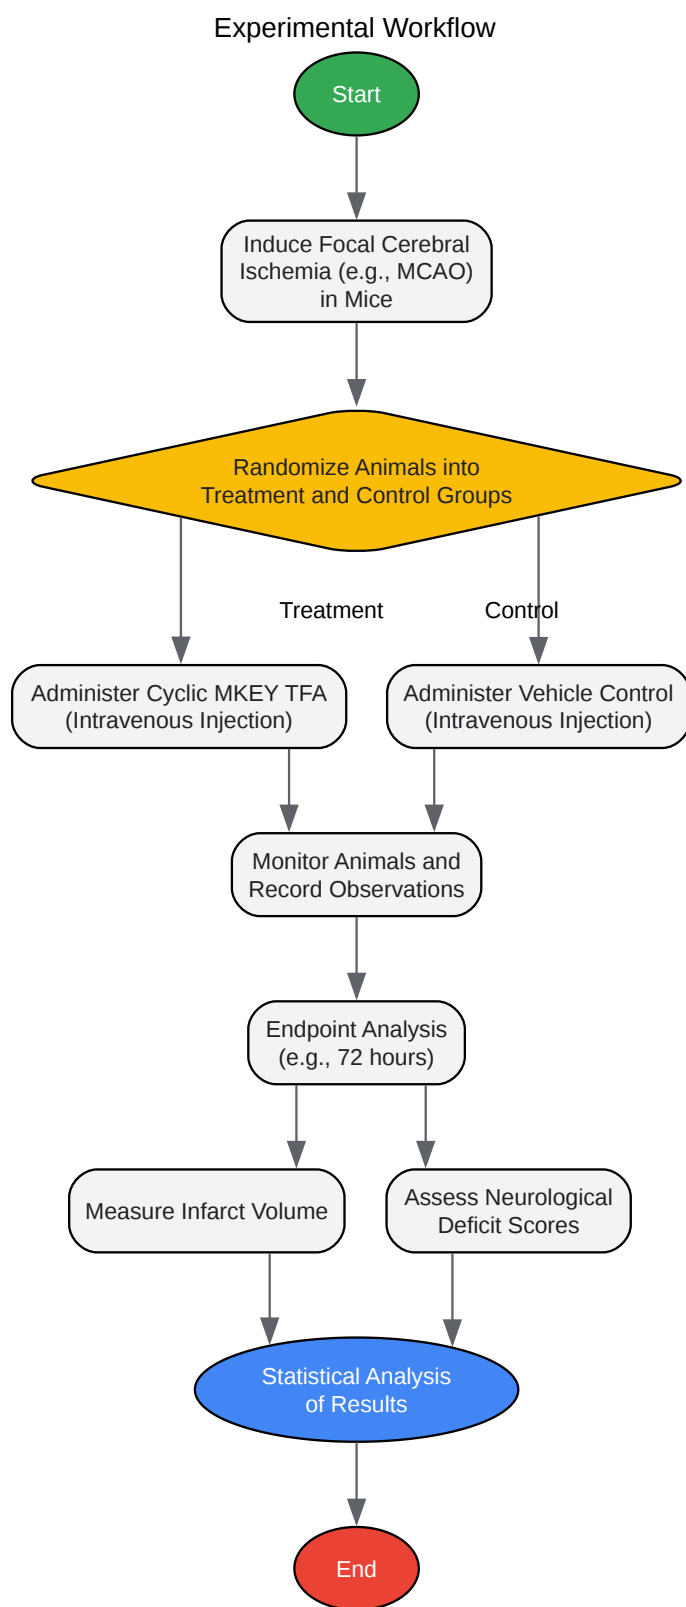 Experimental Workflow
Start
Induce Focal Cerebral
Ischemia (e.g., MCAO)
in Mice
Randomize Animals into
Treatment and Control Groups
Treatment
Control
Administer Cyclic MKEY TFA
(Intravenous Injection)
Administer Vehicle Control
(Intravenous Injection)
Monitor Animals and
Record Observations
Endpoint Analysis
(e.g., 72 hours)
Measure Infarct Volume
Assess Neurological
Deficit Scores
Statistical Analysis
of Results
End